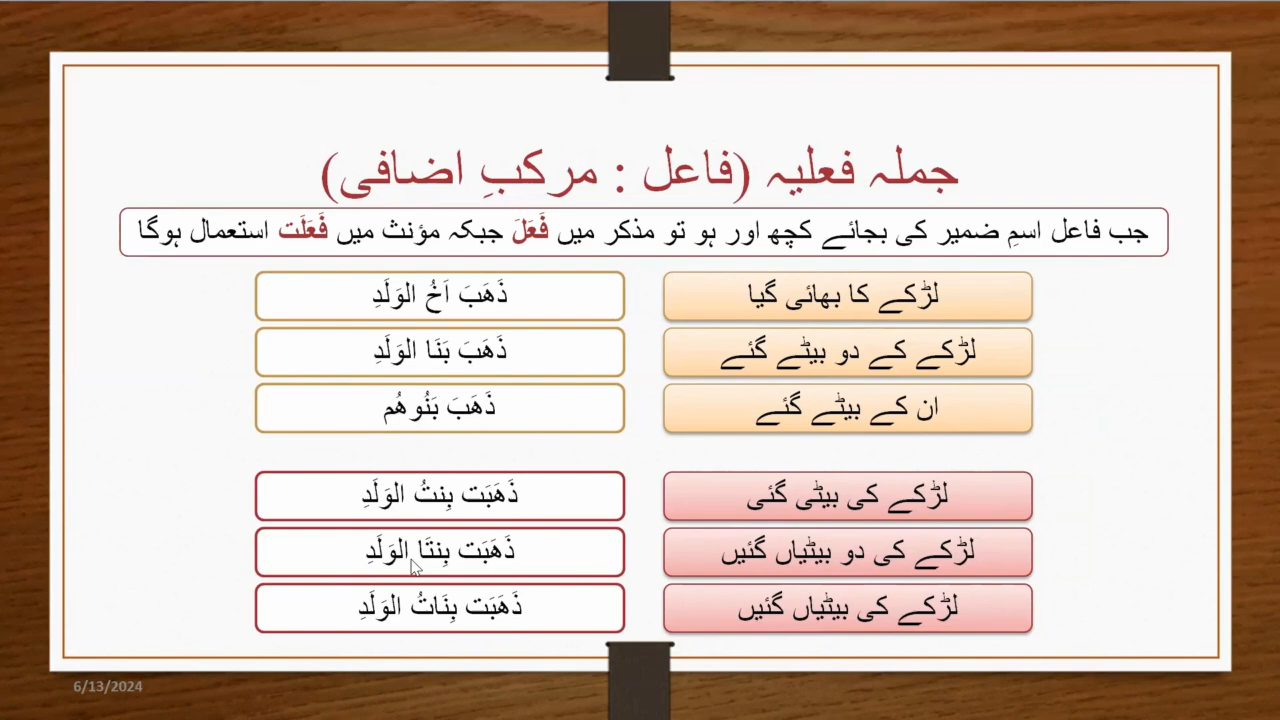 جملہ فعلیہ (فاعل : مرکبِ اضافی)
جب فاعل اسمِ ضمیر کی بجائے کچھ اور ہو تو مذکر میں فَعَلَ جبکہ مؤنث میں فَعَلَت استعمال ہوگا
لڑکے کا بھائی گیا
ذَهَبَ اَخُ الوَلَدِ
لڑکے کے دو بیٹے گئے
ذَهَبَ بَنَا الوَلَدِ
ان کے بیٹے گئے
ذَهَبَ بَنُوهُم
لڑکے کی بیٹی گئی
ذَهَبَت بِنتُ الوَلَدِ
لڑکے کی دو بیٹیاں گئیں
ذَهَبَت بِنتَا الوَلَدِ
لڑکے کی بیٹیاں گئیں
ذَهَبَت بِنَاتُ الوَلَدِ
6/13/2024